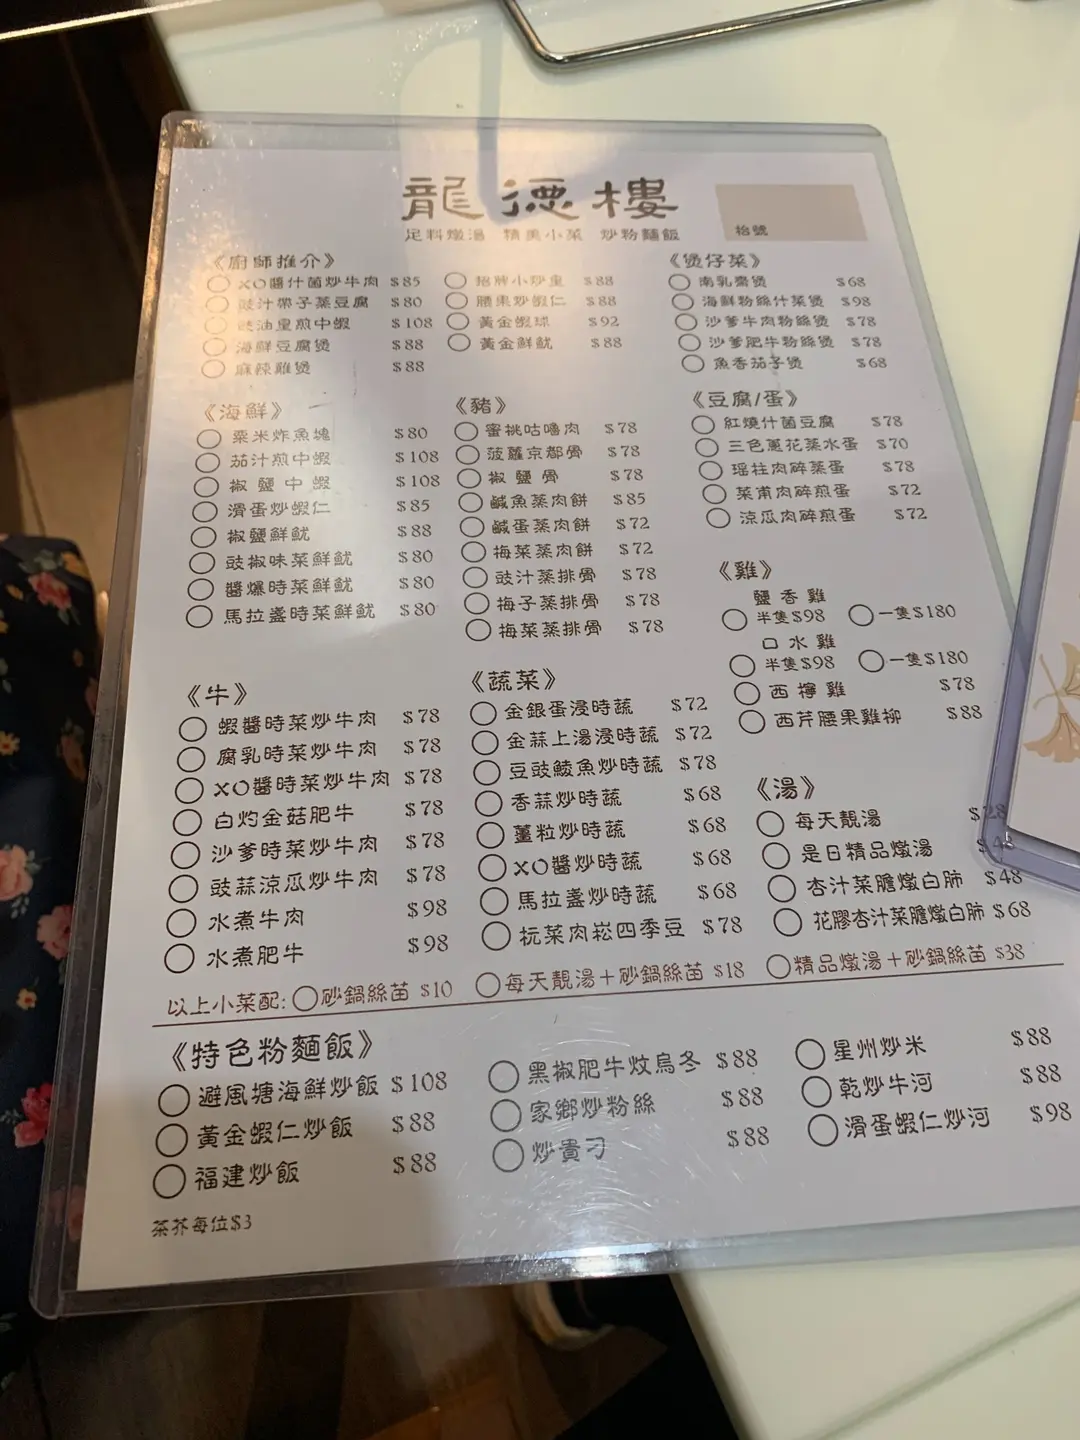 龍德樓
足料燉湯 精美小菜 炒粉麵飯
枱號
《廚師推介》
XO醬什菌炒牛肉 $85
豉汁帶子蒸豆腐 $80
豉油皇煎中蝦 $108
海鮮豆腐煲 $88
麻辣雞煲 $88
招牌小炒皇 $88
腰果炒蝦仁 $88
黃金蝦球 $92
黃金鮮魷 $88
《煲仔菜》
南乳齋煲 $68
海鮮粉絲什菜煲 $98
沙爹牛肉粉絲煲 $78
沙爹肥牛粉絲煲 $78
魚香茄子煲 $68
《海鮮》
粟米炸魚塊 $80
茄汁煎中蝦 $108
椒鹽中蝦 $108
滑蛋炒蝦仁 $85
椒鹽鮮魷 $88
豉椒味菜鮮魷 $80
醬爆時菜鮮魷 $80
馬拉盞時菜鮮魷 $80
《豬》
蜜桃咕嚕肉 $78
菠蘿京都骨 $78
椒鹽骨 $78
鹹魚蒸肉餅 $85
鹹蛋蒸肉餅 $72
梅菜蒸肉餅 $72
豉汁蒸排骨 $78
梅子蒸排骨 $78
梅菜蒸排骨 $78
《豆腐/蛋》
紅燒什菌豆腐 $78
三色蔥花蒸水蛋 $70
瑤柱肉碎蒸蛋 $78
菜甫肉碎煎蛋 $72
涼瓜肉碎煎蛋 $72
《雞》
鹽香雞
半隻$98 一隻$180
口水雞
半隻$98 一隻$180
西檸雞 $78
西芹腰果雞柳 $88
《牛》
蝦醬時菜炒牛肉 $78
腐乳時菜炒牛肉 $78
XO醬時菜炒牛肉 $78
白灼金菇肥牛 $78
沙爹時菜炒牛肉 $78
豉蒜涼瓜炒牛肉 $78
水煮牛肉 $98
水煮肥牛 $98
《蔬菜》
金銀蛋浸時蔬 $72
金蒜上湯浸時蔬 $72
豆豉鯪魚炒時蔬 $78
香蒜炒時蔬 $68
薑粒炒時蔬 $68
XO醬炒時蔬 $68
馬拉盞炒時蔬 $68
杬菜肉崧四季豆 $78
《湯》
每天靚湯 $28
是日精品燉湯
杏汁菜膽燉白肺 $48
花膠杏汁菜膽燉白肺 $68
以上小菜配: 砂鍋絲苗 $10 每天靚湯+砂鍋絲苗 $18 精品燉湯+砂鍋絲苗 $38
《特色粉麵飯》
避風塘海鮮炒飯 $108
黃金蝦仁炒飯 $88
福建炒飯 $88
黑椒肥牛炆烏冬 $88
家鄉炒粉絲 $88
炒貴刁 $88
星州炒米 $88
乾炒牛河 $88
滑蛋蝦仁炒河 $98
茶芥每位$3